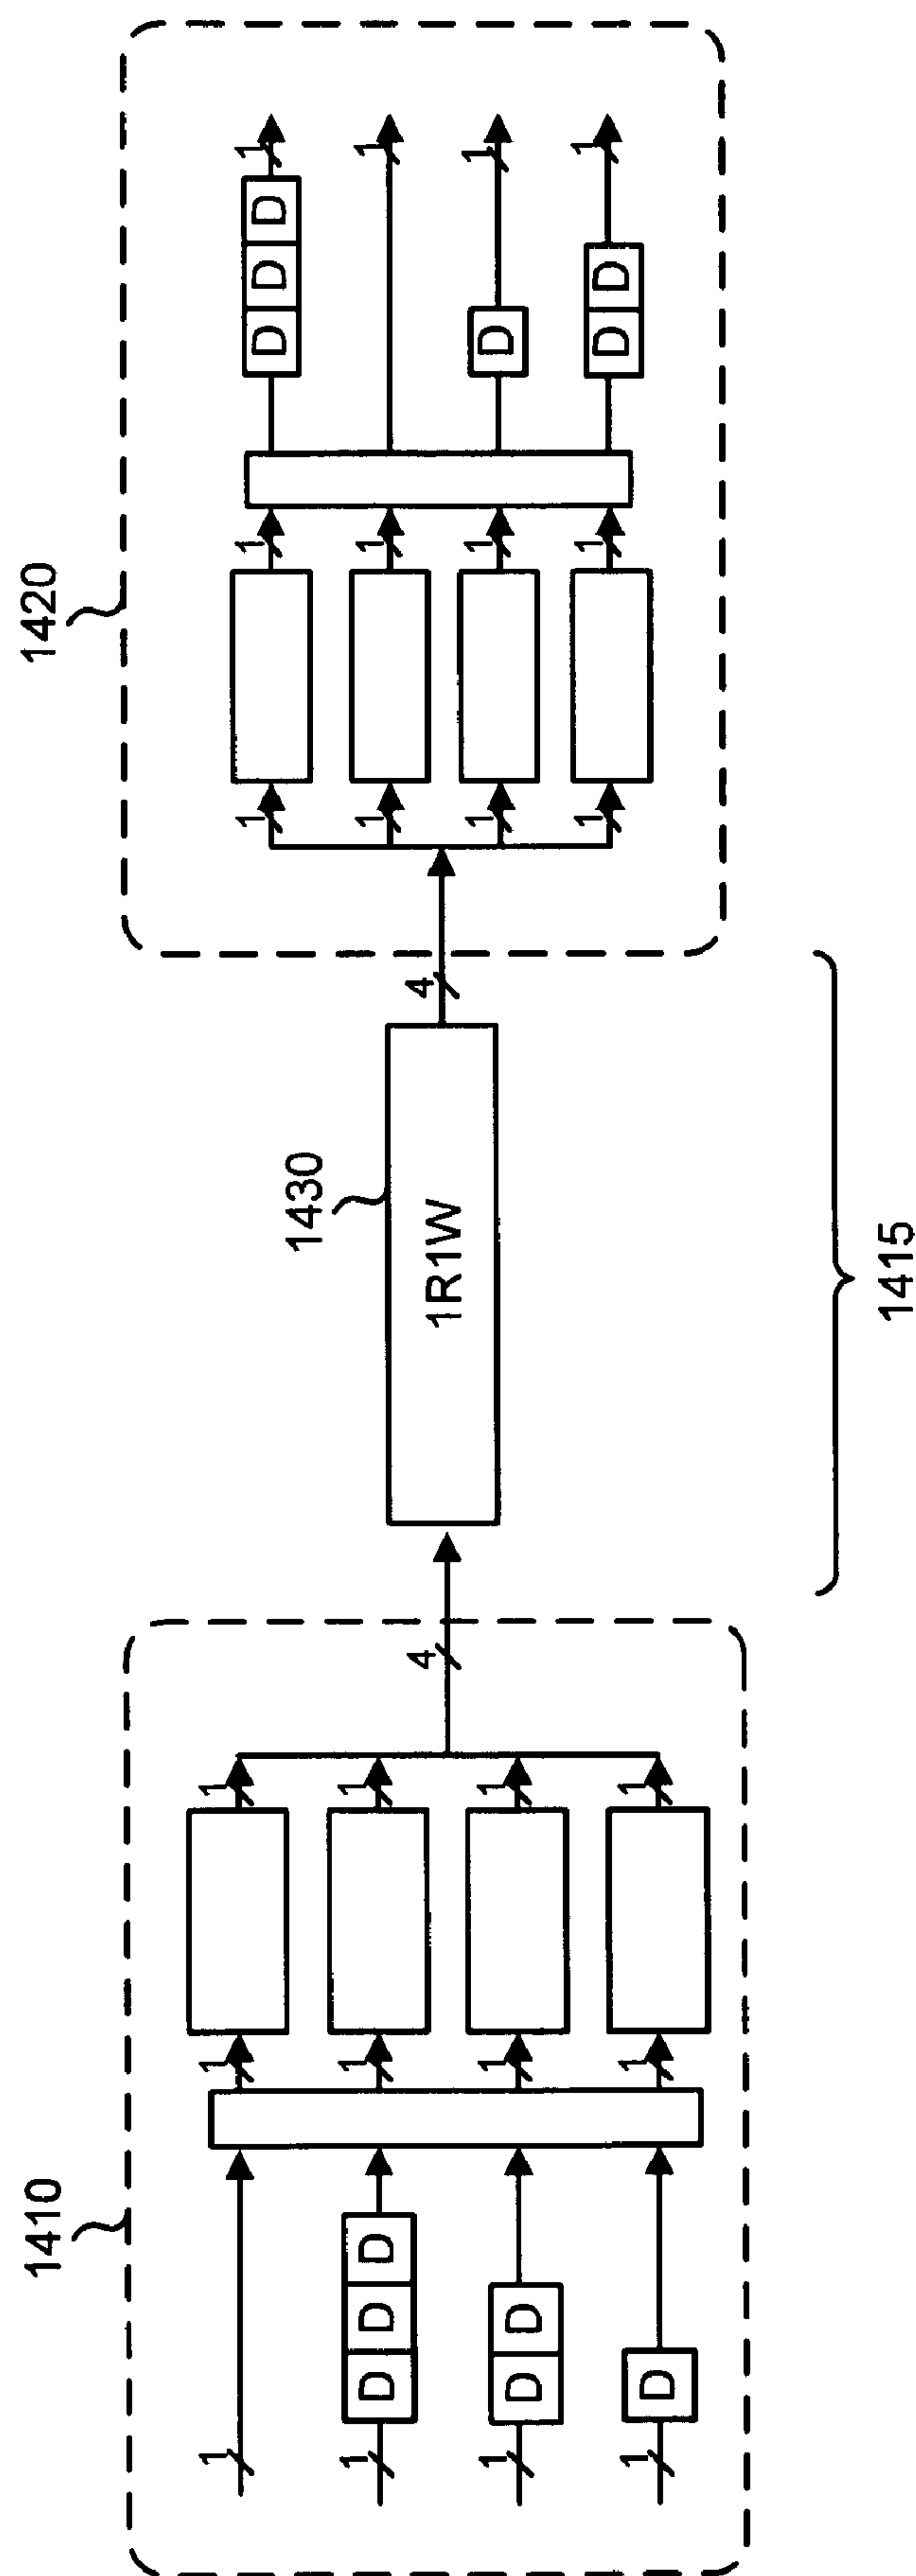 1410
1 1 1
1 D D D 1 1
1 D D 1 1
1 D 1 1
4
1430
1R1W
4
1415
1420
1 1 D D D 1
1 1 1
1 1 D 1
1 1 D D 1